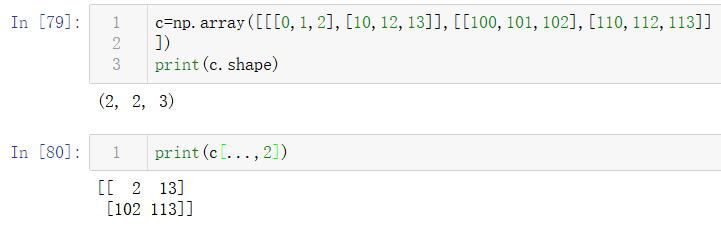 In [79]: 1 c=np.array([[[0,1,2],[10,12,13]],[[100,101,102],[110,112,113]]
2 ])
3 print(c.shape)
(2, 2, 3)
In [80]: 1 print(c[...,2])
[[  2  13]
 [102 113]]